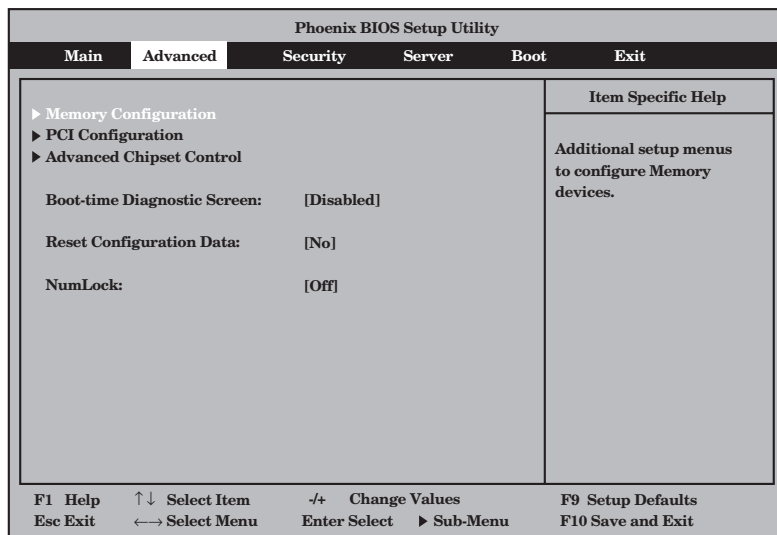 Phoenix BIOS Setup Utility
Main Advanced Security Server Boot Exit
▶ Memory Configuration
▶ PCI Configuration
▶ Advanced Chipset Control
Boot-time Diagnostic Screen: [Disabled]
Reset Configuration Data: [No]
NumLock: [Off]
Item Specific Help
Additional setup menus
to configure Memory
devices.
F1 Help ↑↓ Select Item -/+ Change Values F9 Setup Defaults
Esc Exit ←→ Select Menu Enter Select ▶ Sub-Menu F10 Save and Exit